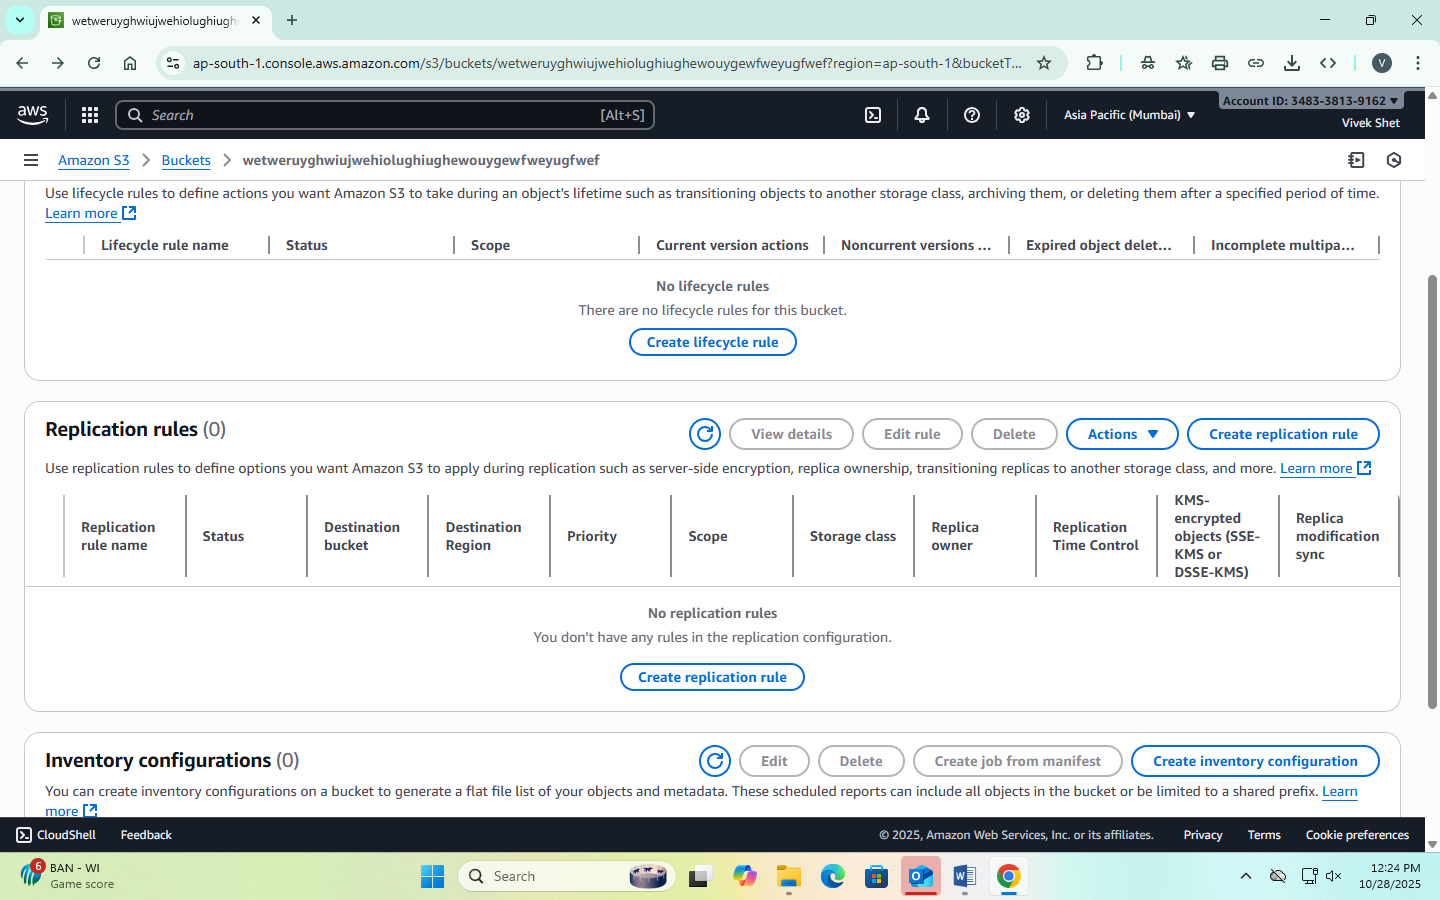 wetweruyghwiujwehiolughiughe
ap-south-1.console.aws.amazon.com/s3/buckets/wetweruyghwiujwehiolughiughewouygewfweyugfwef?region=ap-south-1&bucketT...
V
aws
Search [Alt+S]
Asia Pacific (Mumbai)
Account ID: 3483-3813-9162
Vivek Shet
Amazon S3 > Buckets > wetweruyghwiujwehiolughiughewouygewfweyugfwef
Use lifecycle rules to define actions you want Amazon S3 to take during an object's lifetime such as transitioning objects to another storage class, archiving them, or deleting them after a specified period of time.
Learn more
Lifecycle rule name Status Scope Current version actions Noncurrent versions ... Expired object delet... Incomplete multipa...
No lifecycle rules
There are no lifecycle rules for this bucket.
Create lifecycle rule
Replication rules (0)
View details Edit rule Delete Actions Create replication rule
Use replication rules to define options you want Amazon S3 to apply during replication such as server-side encryption, replica ownership, transitioning replicas to another storage class, and more. Learn more
Replication rule name
Status
Destination bucket
Destination Region
Priority
Scope
Storage class
Replica owner
Replication Time Control
KMS-encrypted objects (SSE-KMS or DSSE-KMS)
Replica modification sync
No replication rules
You don't have any rules in the replication configuration.
Create replication rule
Inventory configurations (0)
Edit Delete Create job from manifest Create inventory configuration
You can create inventory configurations on a bucket to generate a flat file list of your objects and metadata. These scheduled reports can include all objects in the bucket or be limited to a shared prefix. Learn
more
CloudShell Feedback © 2025, Amazon Web Services, Inc. or its affiliates. Privacy Terms Cookie preferences
6
BAN - WI
Game score
Search
12:24 PM
10/28/2025